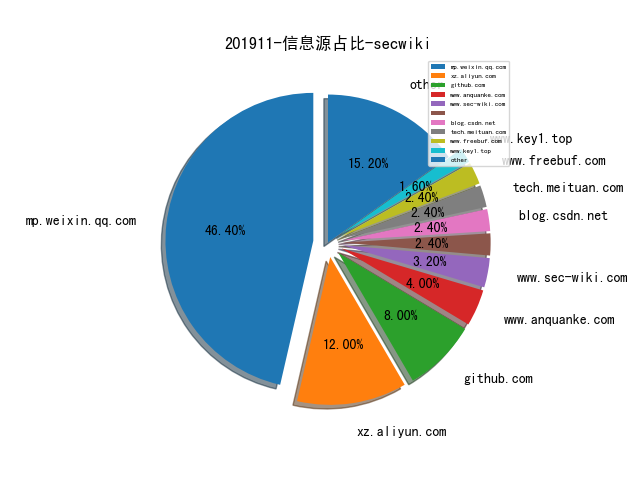 201911-信息源占比-secwiki
mp.weixin.qq.com
xz.aliyun.com
github.com
www.anquanke.com
www.sec-wiki.com
blog.csdn.net
tech.meituan.com
www.freebuf.com
www.key1.top
other
15.20%
1.60%
2.40%
2.40%
2.40%
2.40%
3.20%
4.00%
8.00%
12.00%
46.40%
mp.weixin.qq.com
xz.aliyun.com
github.com
www.anquanke.com
www.sec-wiki.com
blog.csdn.net
tech.meituan.com
www.freebuf.com
.key1.top